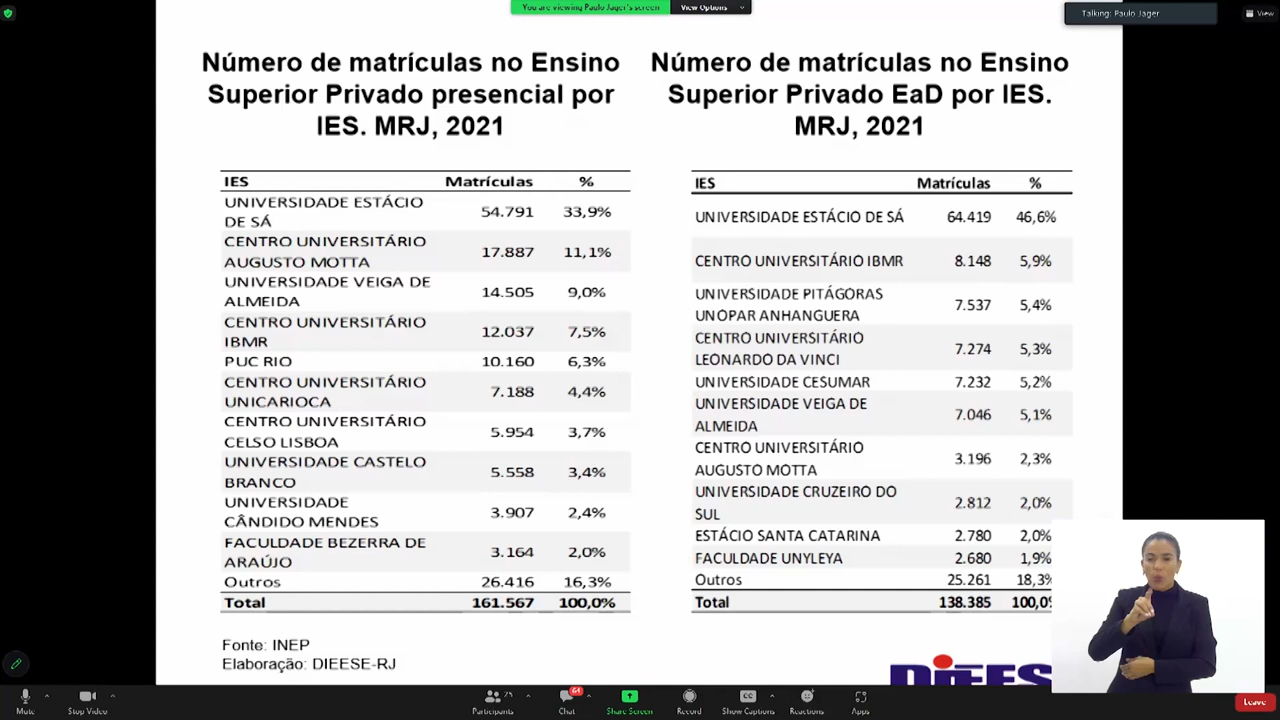 You are viewing Paulo Jager's screen
View Options
Talking: Paulo Jager
View
Número de matrículas no Ensino
Superior Privado presencial por
IES. MRJ, 2021
IES Matrículas %
UNIVERSIDADE ESTÁCIO
DE SÁ 54.791 33,9%
CENTRO UNIVERSITÁRIO
AUGUSTO MOTTA 17.887 11,1%
UNIVERSIDADE VEIGA DE
ALMEIDA 14.505 9,0%
CENTRO UNIVERSITÁRIO
IBMR 12.037 7,5%
PUC RIO 10.160 6,3%
CENTRO UNIVERSITÁRIO
UNICARIOCA 7.188 4,4%
CENTRO UNIVERSITÁRIO
CELSO LISBOA 5.954 3,7%
UNIVERSIDADE CASTELO
BRANCO 5.558 3,4%
UNIVERSIDADE
CÂNDIDO MENDES 3.907 2,4%
FACULDADE BEZERRA DE
ARAÚJO 3.164 2,0%
Outros 26.416 16,3%
Total 161.567 100,0%
Fonte: INEP
Elaboração: DIEESE-RJ
Número de matrículas no Ensino
Superior Privado EaD por IES.
MRJ, 2021
IES Matrículas %
UNIVERSIDADE ESTÁCIO DE SÁ 64.419 46,6%
CENTRO UNIVERSITÁRIO IBMR 8.148 5,9%
UNIVERSIDADE PITÁGORAS
UNOPAR ANHANGUERA 7.537 5,4%
CENTRO UNIVERSITÁRIO
LEONARDO DA VINCI 7.274 5,3%
UNIVERSIDADE CESUMAR 7.232 5,2%
UNIVERSIDADE VEIGA DE
ALMEIDA 7.046 5,1%
CENTRO UNIVERSITÁRIO
AUGUSTO MOTTA 3.196 2,3%
UNIVERSIDADE CRUZEIRO DO
SUL 2.812 2,0%
ESTÁCIO SANTA CATARINA 2.780 2,0%
FACULDADE UNYLEYA 2.680 1,9%
Outros 25.261 18,3%
Total 138.385 100,0%
DIEES
Mute
Stop Video
Participants 25
Chat 64
Share Screen
Record
CC
Show Captions
Reactions
Apps
Leave